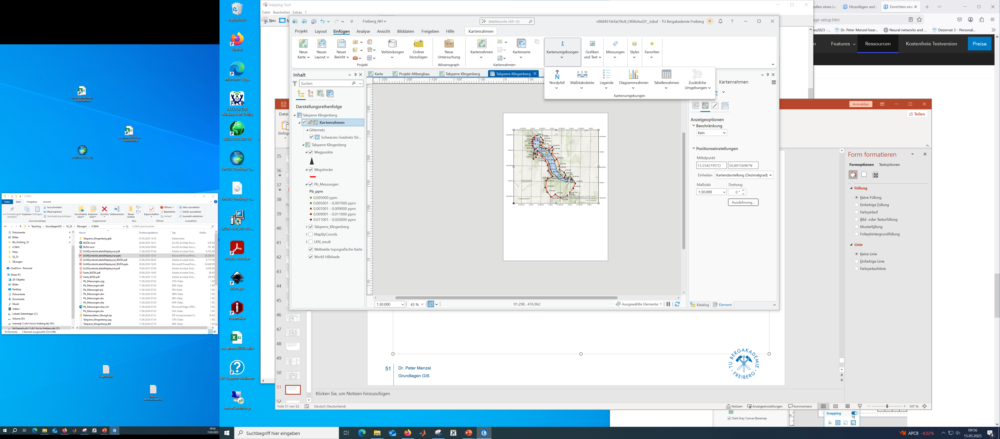 Papierkorb
Firefox
Microsoft Edge
REALTEK USB
Wireless LAN Utility
SKUA-GOCAD 18
ArcGIS_Desktop_1...
ArcGIS_Desktop_1...
SKUA-GOCAD-18-...
Adobe Acrobat
Inkscape
ideaMaker
aze_Menzel2024.xlsx
HP Support Assistant
serverGeoinf.rdp
Arbeitszeitnachwe...
- Verknüpfung
aze_menzel2024_te...
- Verknüpfung
LeapFrog.txt
Neues
Textdokument.txt
4 (NH)
Datei Start Freigeben Ansicht
An Schnellzugriff
anheften
Kopieren Einfügen
Ausschneiden
Pfad kopieren
Verknüpfung einfügen
Verschieben
nach
Kopieren
nach
Löschen Umbenennen
Neuer
Ordner
Eigenschaften
Öffnen
Bearbeiten
Verlauf
Alles auswählen
Nichts auswählen
Auswahl umkehren
Zwischenablage Organisieren Neu Öffnen Auswählen
Teaching > GrundlagenGIS > SS_24 > Übungen > 4 (NH)
4 (NH) durchsuchen
Name Änderungsdatum Typ Größe
Dokumente
Bilder
BA_Sichting_10
4 (NH)
Peter
SS_25
Übungen
OneDrive - Personal
Dieser PC
3D-Objekte
Bilder
Desktop
Dokumente
Downloads
Musik
Videos
Lokaler Datenträger (C:)
Volume (D:)
menzelp (\\zfs1.hrz.tu-freiberg.de) (W:)
fak3geophysik (\\zfs1.hrz.tu-freiberg.de) (Z:)
Talsperre_Klingenberg.gdb 07.05.2025 14:18 Dateiordner
BGÖK.mxd 26.06.2024 16:21 ArcGIS ArcMap Docu... 678 KB
BUSII.mxd 25.06.2024 09:00 ArcGIS ArcMap Docu... 761 KB
Ex04SymbolsLabelsMaplayout.pdf 11.06.2024 07:44 Adobe Acrobat-Dok... 9.335 KB
Ex04SymbolsLabelsMaplayout.pptx 13.05.2025 15:51 Microsoft PowerPoin... 26.286 KB
Ex04SymbolsLabelsMaplayout_BGÖK.pdf 25.06.2024 09:29 Adobe Acrobat-Dok... 9.715 KB
Ex04SymbolsLabelsMaplayout_BGÖK.pptx 26.06.2024 16:20 Microsoft PowerPoin... 24.648 KB
Ex05SymbolsLabelsMaplayout.pdf 18.06.2021 07:39 Adobe Acrobat-Dok... 8.059 KB
Karte_BGÖK.pdf 26.06.2024 16:00 Adobe Acrobat-Dok... 88 KB
Karte_BUSII.pdf 11.06.2024 11:20 Adobe Acrobat-Dok... 358 KB
Pb_Messungen.cpg 11.06.2024 07:20 CPG-Datei 1 KB
Pb_Messungen.dbf 11.06.2024 07:20 DBF-Datei 2 KB
Pb_Messungen.prj 11.06.2024 07:20 PRJ-Datei 1 KB
Pb_Messungen.sbn 11.06.2024 07:20 SBN-Datei 1 KB
Pb_Messungen.sbx 11.06.2024 07:20 SBX-Datei 1 KB
Pb_Messungen.shp 11.06.2024 07:20 SHP-Datei 1 KB
Pb_Messungen.shp.xml 11.06.2024 07:20 Microsoft Edge HTM... 7 KB
Pb_Messungen.shx 11.06.2024 07:20 SHX-Datei 1 KB
Referenzdaten_Übung4.zip 11.06.2024 07:21 ZIP-komprimierter O... 16 KB
Talsperre_Klingenberg.cpg 11.06.2024 07:19 CPG-Datei 1 KB
Talsperre_Klingenberg.dbf 11.06.2024 07:19 DBF-Datei 1 KB
36 Elemente 1 Element ausgewählt (25,6 MB)
09:56
15.05.2025
Snipping Tool
Datei Bearbeiten Extras ?
Neu
Freiberg_NH
Befehlssuche (Alt+Q)
v9684S1iinfaO9o8_L90i6shuQY__tubaf - TU Bergakademie Freiberg V
Projekt Layout Einfügen Analyse Ansicht Bilddaten Freigeben Hilfe Kartenrahmen
Neue
Karte
Neues
Layout
Neuer
Bericht
Verbindungen
Ordner
hinzufügen
Neue
Untersuchung
Kartenrahmen
Kartenserie
Kartenumgebungen
Grafiken
und Text
Messungen
Styles
Favoriten
Projekt Wissensgraph Kartenrahmen
Nordpfeil
0 5 10
Maßstabsleiste
Legende
Diagrammrahmen
Tabellenrahmen
Zusätzliche
Umgebungen
Kartenumgebungen
Inhalt
Suchen
Darstellungsreihenfolge
Talsperre Klingenberg
Kartenrahmen
Gitternetz
Schwarzes Gradnetz für...
Talsperre Klingenberg
Wegpunkte
Wegstrecke
Pb_Messungen
Pb_ppm
0,005000 ppm
0,005001 - 0,007000 ppm
0,007001 - 0,009000 ppm
0,009001 - 0,011000 ppm
0,011001 - 0,020000 ppm
Talsperre_Klingenberg
MapByCoords
LKN_result
Weltweite topografische Karte
World Hillshade
Karte Projekt Altbergbau Talsperre Klingenberg Talsperre Klingenberg
-250 -200 -150 -100 -50 0 50
300
250
200
150
100
50
0
-50
1:30.000 43 % 91,298 , 476,962 Ausgewählte Elemente: 1
Kartenrahmen
Anzeigeoptionen
Beschränkung
Kein
Positionseinstellungen
Mittelpunkt
13,5542195°O 50,8915696°N
Einheiten Kartendarstellung (Dezimalgrad)
Maßstab Drehung
1:30.000 0 °
Ausdehnung...
Katalog Element
Hinzufügen und
Einrichten eine
age-setup.htm
es2023 -... Dr. Peter Menzel bear... Neural networks and ... Dezernat 3 - Personal...
Features Ressourcen Kostenfreie Testversion Preise
Datei
Einfüge
Anmelden
Teilen
35
36
37
38
39
40
41
42
43
44
45
46
47
48
49
50
51
52
51
Dr. Peter Menzel
Grundlagen GIS
TU BERGAKADEMIE FREIBERG
Klicken Sie, um Notizen hinzuzufügen
Folie 51 von 52 Deutsch (Deutschland)
Notizen Anzeigeeinstellungen Kommentare 107 %
Form formatieren
Formoptionen Textoptionen
Füllung
Keine Füllung
Einfarbige Füllung
Farbverlauf
Bild- oder Texturfüllung
Musterfüllung
Folienhintergrundfüllung
Linie
Keine Linie
Einfarbige Linie
Farbverlaufslinie
Dark Gray Canvas Basemap
Snapping
Suchbegriff hier eingeben
APC8 -4,02%
09:56
15.05.2025
4